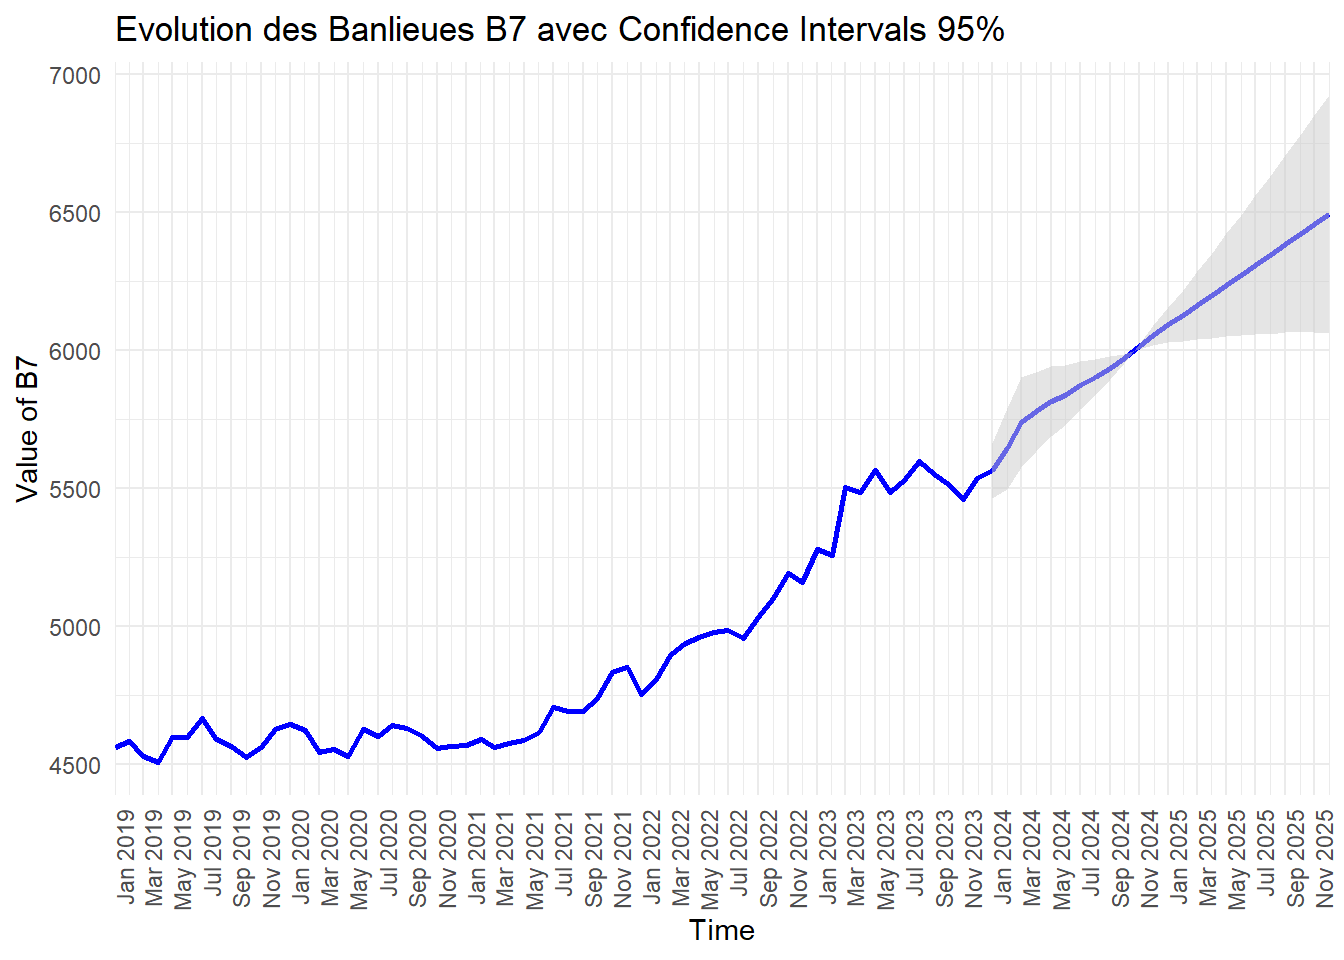 Evolution des Banlieues B7 avec Confidence Intervals 95%
Value of B7
7000
6500
6000
5500
5000
4500
Jan 2019
Mar 2019
May 2019
Jul 2019
Sep 2019
Nov 2019
Jan 2020
Mar 2020
May 2020
Jul 2020
Sep 2020
Nov 2020
Jan 2021
Mar 2021
May 2021
Jul 2021
Sep 2021
Nov 2021
Jan 2022
Mar 2022
May 2022
Jul 2022
Sep 2022
Nov 2022
Jan 2023
Mar 2023
May 2023
Jul 2023
Sep 2023
Nov 2023
Jan 2024
Mar 2024
May 2024
Jul 2024
Sep 2024
Nov 2024
Jan 2025
Mar 2025
May 2025
Jul 2025
Sep 2025
Nov 2025
Time